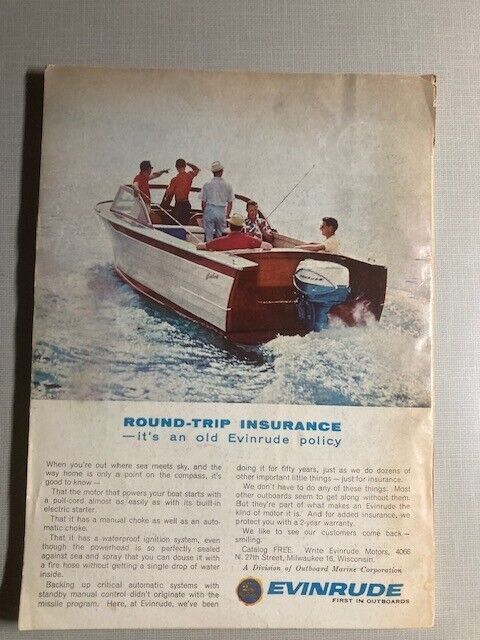 ROUND-TRIP INSURANCE
—it's an old Evinrude policy
When you're out where sea meets sky, and the
way home is only a point on the compass, it's
good to know —
That the motor that powers your boat starts with
a pull-cord almost as easily as with its built-in
electric starter.
That it has a manual choke as well as an auto-
matic choke.
That it has a waterproof ignition system, even
though the powerhead is so perfectly sealed
against sea and spray that you can douse it with
a fire hose without getting a single drop of water
inside.
Backing up critical automatic systems with
standby manual control didn't originate with the
missile program. Here, at Evinrude, we've been
doing it for fifty years, just as we do dozens of
other important little things — just for insurance.
We don't have to do any of these things. Most
other outboards seem to get along without them.
But they're part of what makes an Evinrude the
kind of motor it is. And for added insurance, we
protect you with a 2-year warranty.
We like to see our customers come back —
smiling.
Catalog FREE. Write Evinrude Motors, 4066
N. 27th Street, Milwaukee 16, Wisconsin.
A Division of Outboard Marine Corporation
EVINRUDE
FIRST IN OUTBOARDS